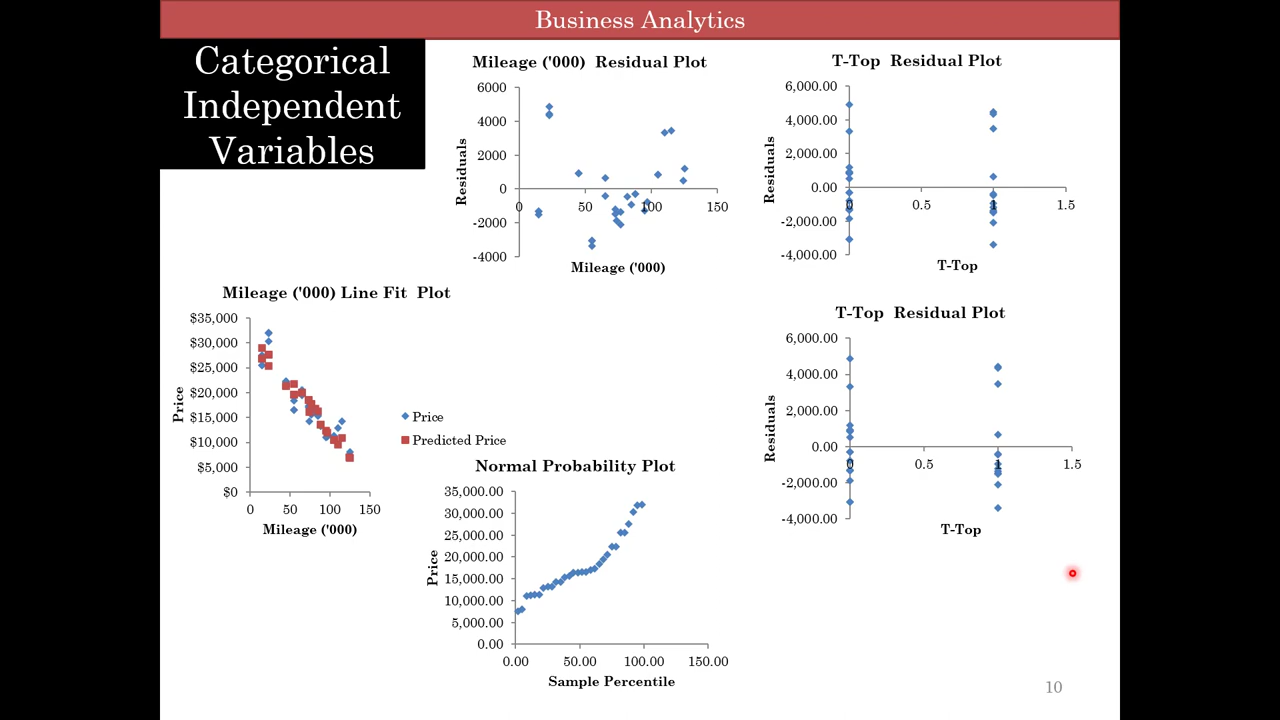 Business Analytics
Categorical
Independent
Variables
Mileage ('000) Residual Plot
6000
4000
2000
0
-2000
-4000
0
50
100
150
Residuals
Mileage ('000)
T-Top Residual Plot
6,000.00
4,000.00
2,000.00
0.00
-2,000.00
-4,000.00
0
0.5
1
1.5
Residuals
T-Top
Mileage ('000) Line Fit Plot
$35,000
$30,000
$25,000
$20,000
$15,000
$10,000
$5,000
$0
0
50
100
150
Price
Mileage ('000)
Price
Predicted Price
T-Top Residual Plot
6,000.00
4,000.00
2,000.00
0.00
-2,000.00
-4,000.00
0
0.5
1
1.5
Residuals
T-Top
Normal Probability Plot
35,000.00
30,000.00
25,000.00
20,000.00
15,000.00
10,000.00
5,000.00
0.00
0.00
50.00
100.00
150.00
Price
Sample Percentile
10